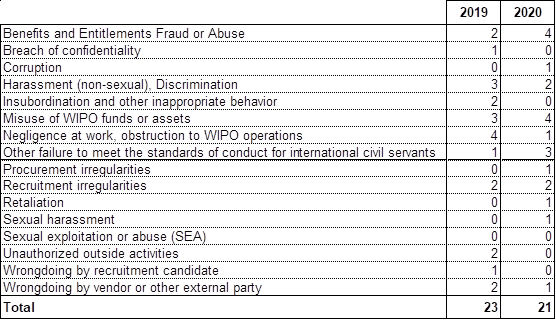 2019 2020
Benefits and Entitlements Fraud or Abuse 2 4
Breach of confidentiality 1 0
Corruption 0 1
Harassment (non-sexual), Discrimination 3 2
Insubordination and other inappropriate behavior 2 0
Misuse of WIPO funds or assets 3 4
Negligence at work, obstruction to WIPO operations 4 1
Other failure to meet the standards of conduct for international civil servants 1 3
Procurement irregularities 0 1
Recruitment irregularities 2 2
Retaliation 0 1
Sexual harassment 0 1
Sexual exploitation or abuse (SEA) 0 0
Unauthorized outside activities 2 0
Wrongdoing by recruitment candidate 1 0
Wrongdoing by vendor or other external party 2 1
Total 23 21